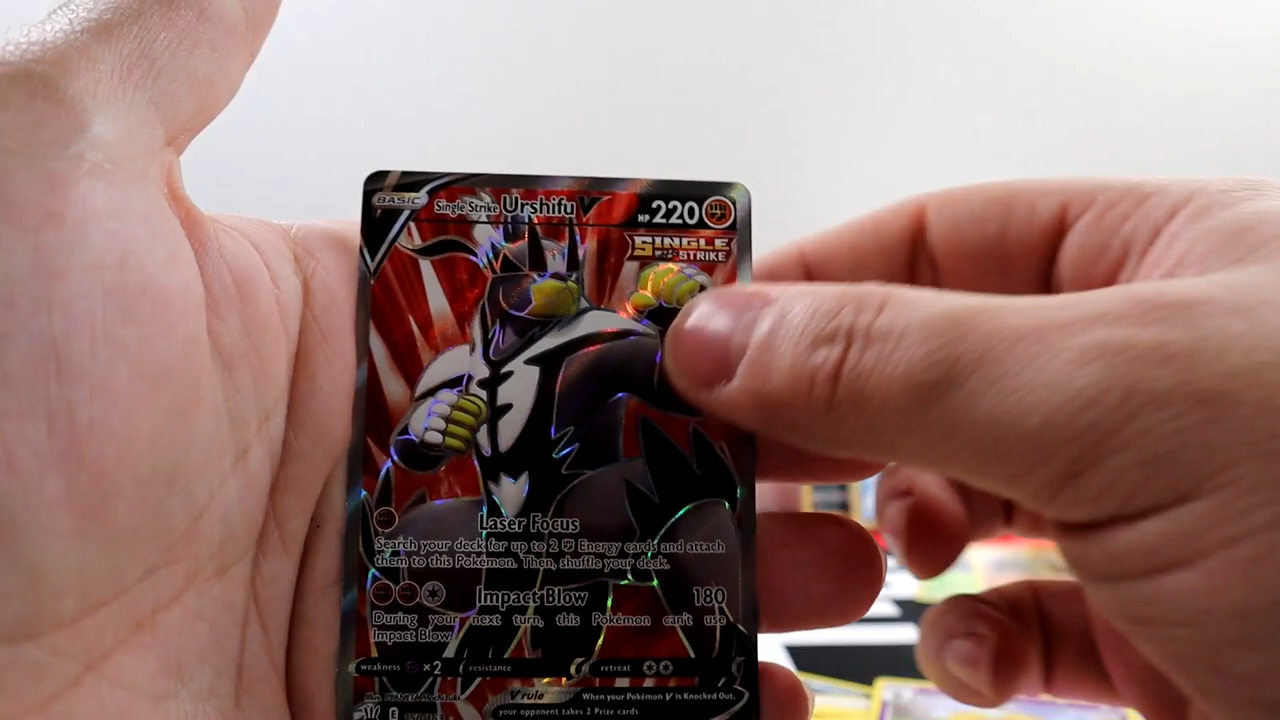 BASIC Single Strike Urshifu V HP 220
SINGLE
STRIKE
Laser Focus
Search your deck for up to 2 Energy cards and attach
them to this Pokémon. Then, shuffle your deck.
Impact Blow 180
During your next turn, this Pokémon can't use
Impact Blow.
weakness ×2 resistance retreat
V rule When your Pokémon V is Knocked Out,
your opponent takes 2 Prize cards.
E